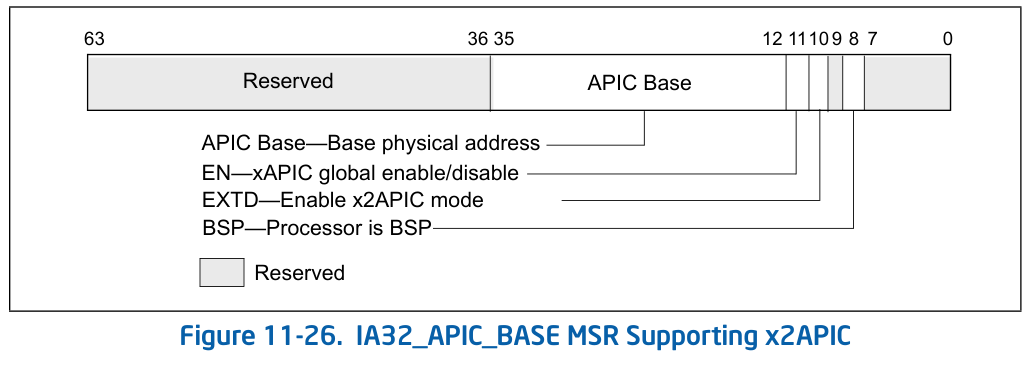 63 36 35 12 11 10 9 8 7 0
Reserved APIC Base
APIC Base—Base physical address
EN—xAPIC global enable/disable
EXTD—Enable x2APIC mode
BSP—Processor is BSP
Reserved
Figure 11-26. IA32_APIC_BASE MSR Supporting x2APIC